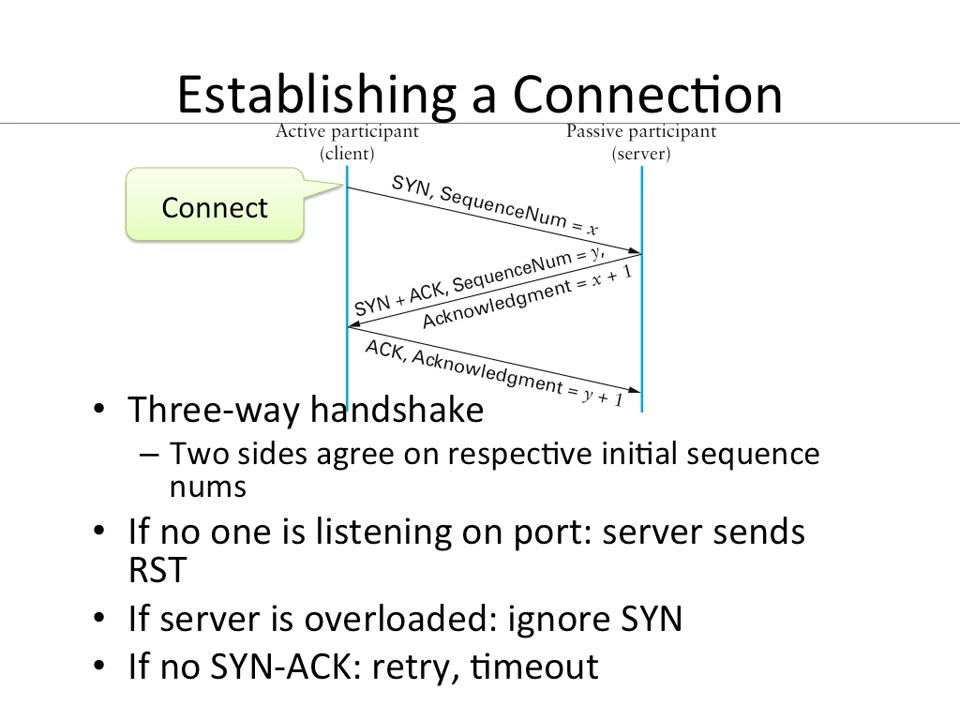 Establishing a Connection
Active participant
(client)
Passive participant
(server)
Connect
SYN, SequenceNum = x
SYN + ACK, SequenceNum = y,
Acknowledgment = x + 1
ACK, Acknowledgment = y + 1
• Three-way handshake
– Two sides agree on respective initial sequence
nums
• If no one is listening on port: server sends
RST
• If server is overloaded: ignore SYN
• If no SYN-ACK: retry, timeout